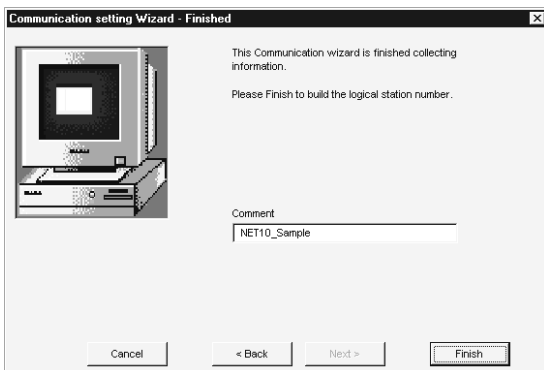 Communication setting Wizard - Finished
This Communication wizard is finished collecting
information.
Please Finish to build the logical station number.
Comment
NET10_Sample
Cancel
< Back
Next >
Finish